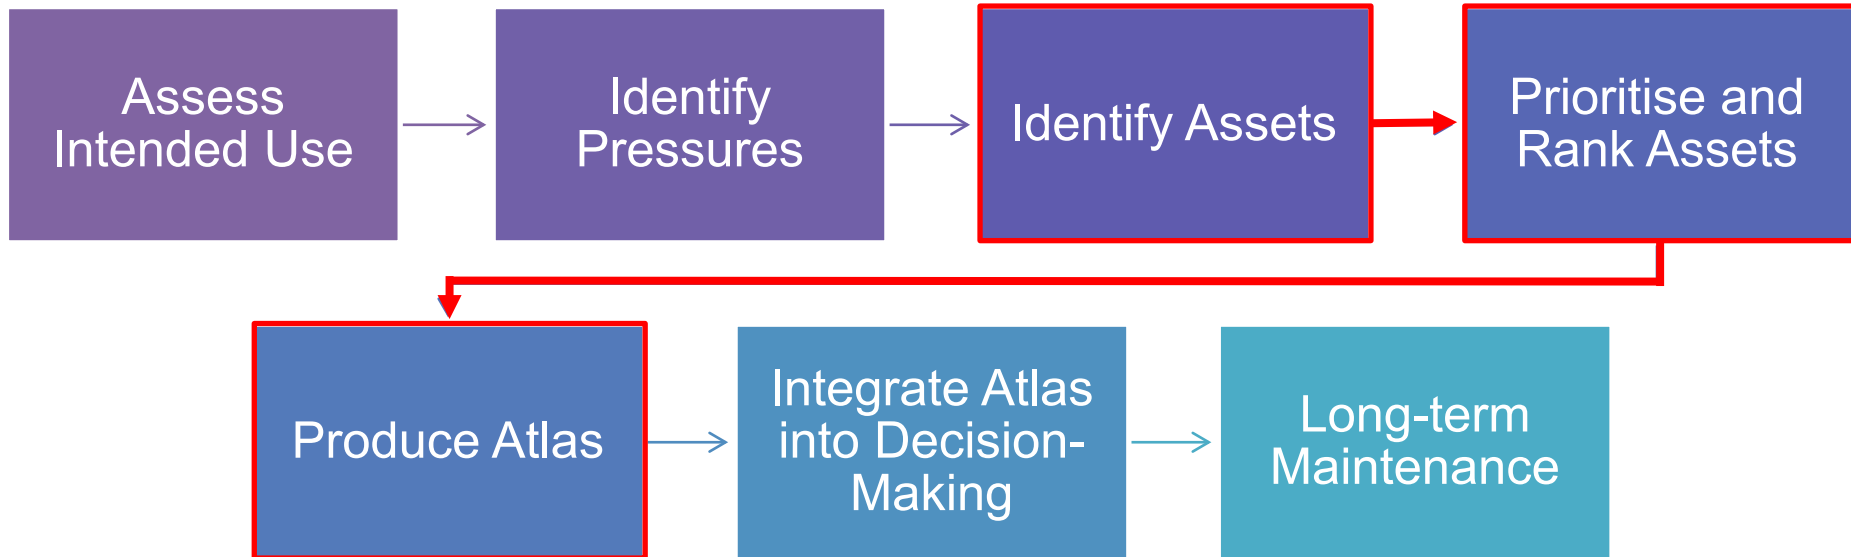 Assess
Intended Use
Identify
Pressures
Identify Assets
Prioritise and
Rank Assets
Produce Atlas
Integrate Atlas
into Decision-
Making
Long-term
Maintenance